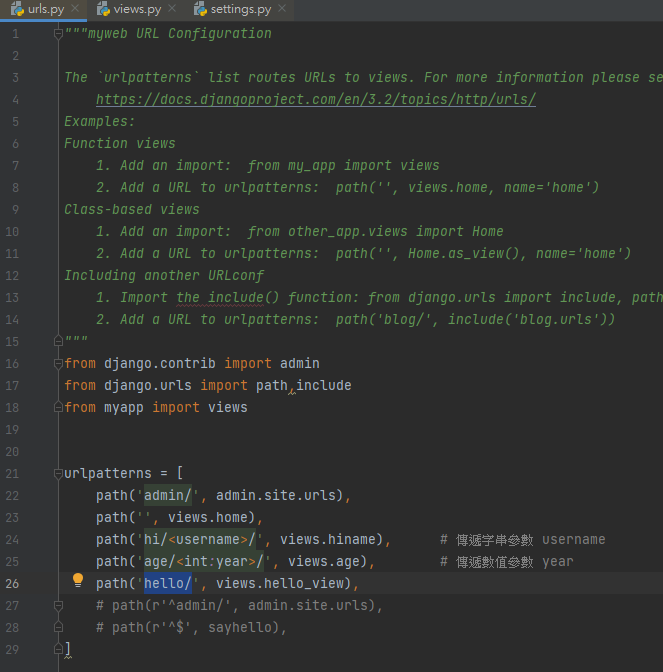 urls.py views.py settings.py
1 """myweb URL Configuration
2
3 The `urlpatterns` list routes URLs to views. For more information please se
4 https://docs.djangoproject.com/en/3.2/topics/http/urls/
5 Examples:
6 Function views
7 1. Add an import:  from my_app import views
8 2. Add a URL to urlpatterns:  path('', views.home, name='home')
9 Class-based views
10 1. Add an import:  from other_app.views import Home
11 2. Add a URL to urlpatterns:  path('', Home.as_view(), name='home')
12 Including another URLconf
13 1. Import the include() function: from django.urls import include, path
14 2. Add a URL to urlpatterns:  path('blog/', include('blog.urls'))
15 """
16 from django.contrib import admin
17 from django.urls import path,include
18 from myapp import views
19
20
21 urlpatterns = [
22 path('admin/', admin.site.urls),
23 path('', views.home),
24 path('hi/<username>/', views.hiname), # 傳遞字串參數 username
25 path('age/<int:year>/', views.age), # 傳遞數值參數 year
26 path('hello/', views.hello_view),
27 # path(r'^admin/', admin.site.urls),
28 # path(r'^$', sayhello),
29 ]